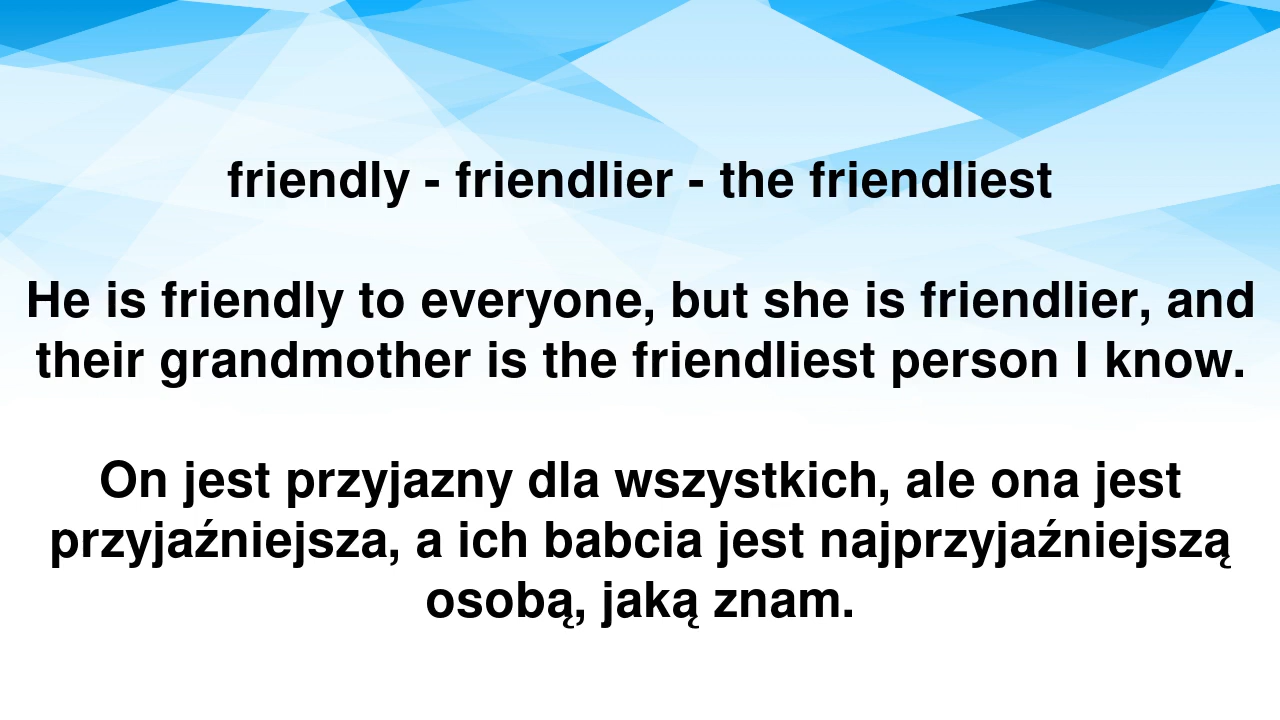 friendly - friendlier - the friendliest
He is friendly to everyone, but she is friendlier, and
their grandmother is the friendliest person I know.
On jest przyjazny dla wszystkich, ale ona jest
przyjaźniejsza, a ich babcia jest najprzyjaźniejszą
osobą, jaką znam.